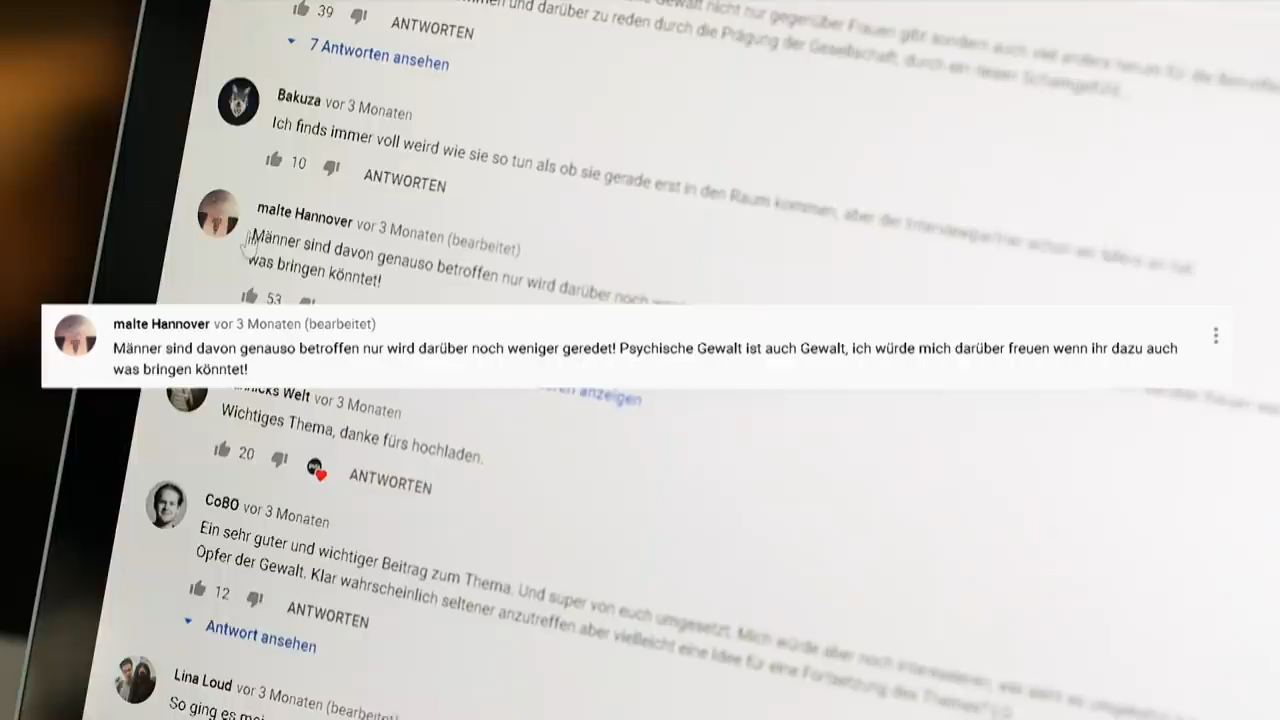 39 ANTWORTEN
7 Antworten ansehen
Bakuza vor 3 Monaten
Ich finds immer voll weird wie sie so tun als ob sie gerade erst in den Raum kommen, aber der
10 ANTWORTEN
malte Hannover vor 3 Monaten (bearbeitet)
Männer sind davon genauso betroffen nur wird darüber noch
was bringen könntet!
53
malte Hannover vor 3 Monaten (bearbeitet)
Männer sind davon genauso betroffen nur wird darüber noch weniger geredet! Psychische Gewalt ist auch Gewalt, ich würde mich darüber freuen wenn ihr dazu auch
was bringen könntet!
anzeigen
Welt vor 3 Monaten
Wichtiges Thema, danke fürs hochladen.
20 ANTWORTEN
CoBO vor 3 Monaten
Ein sehr guter und wichtiger Beitrag zum Thema. Und super von euch umgesetzt. Mich würde aber noch
Opfer der Gewalt. Klar wahrscheinlich seltener anzutreffen aber vielleicht eine Idee für eine Fortsetzung des Themas?
12 ANTWORTEN
Antwort ansehen
Lina Loud vor 3 Monaten (bearbeitet)
So ging es